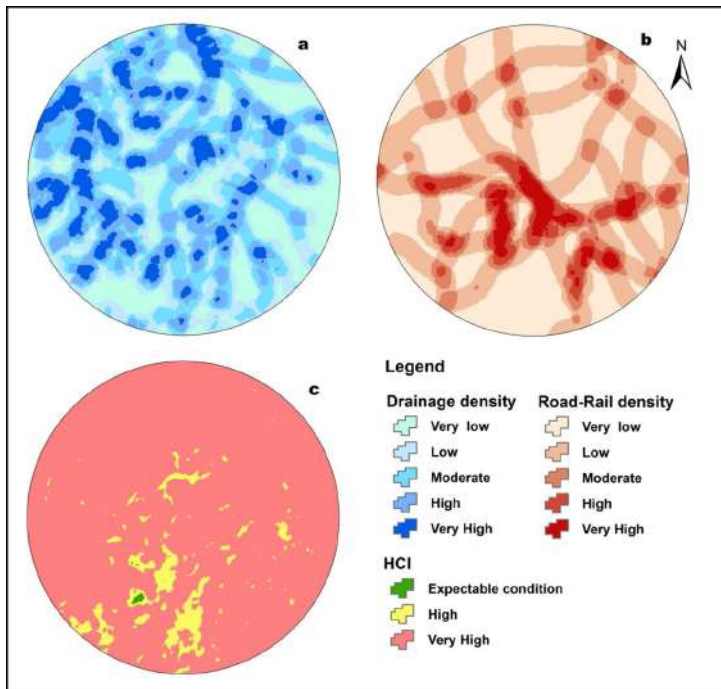 a
b
N
c
Legend
Drainage density
Very low
Low
Moderate
High
Very High
Road-Rail density
Very low
Low
Moderate
High
Very High
HCI
Expectable condition
High
Very High